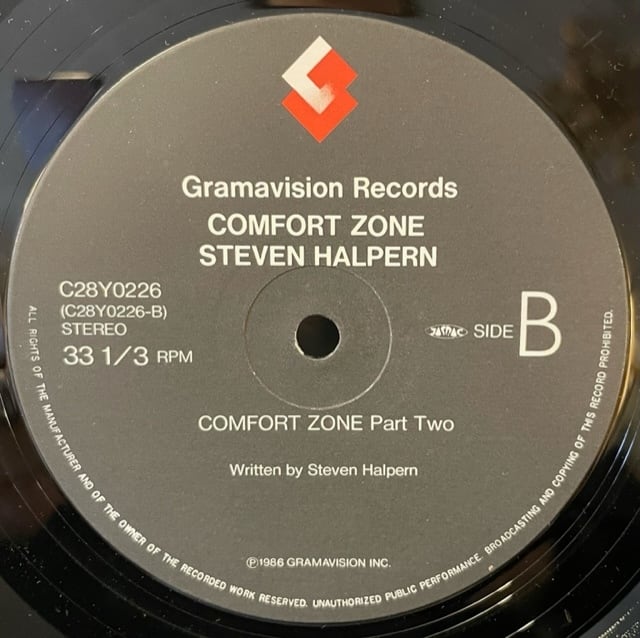 Gramavision Records
COMFORT ZONE
STEVEN HALPERN
C28Y0226
(C28Y0226-B)
STEREO
33 1/3 RPM
JASRAC SIDE B
COMFORT ZONE Part Two
Written by Steven Halpern
℗1986 GRAMAVISION INC.
ALL RIGHTS OF THE MANUFACTURER AND OF THE OWNER OF THE RECORDED WORK RESERVED. UNAUTHORIZED PUBLIC PERFORMANCE. BROADCASTING AND COPYING OF THIS RECORD PROHIBITED.